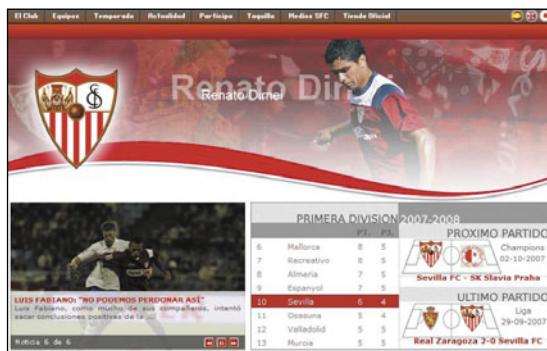 El Club Equipos Temporada Actualidad Participa Taquilla Medios SFC Tienda Oficial
Renato Dirnei
Renato Dirnei
PRIMERA DIVISION 2007-2008
PT. PJ.
6 Mallorca 8 5
7 Recreativo 8 5
8 Almeria 7 5
9 Espanyol 7 5
10 Sevilla 6 4
11 Osasuna 5 4
12 Valladolid 5 5
13 Murcia 5 5
PROXIMO PARTIDO
Champions
02-10-2007
Sevilla FC - SK Slavia Praha
ULTIMO PARTIDO
Liga
29-09-2007
Real Zaragoza 2-0 Sevilla FC
LUIS FABIANO: "NO PODEMOS PERDONAR ASÍ"
Luis Fabiano, como mucho de sus compañeros, intentó
sacar conclusiones positivas de la ...
Noticia 6 de 6